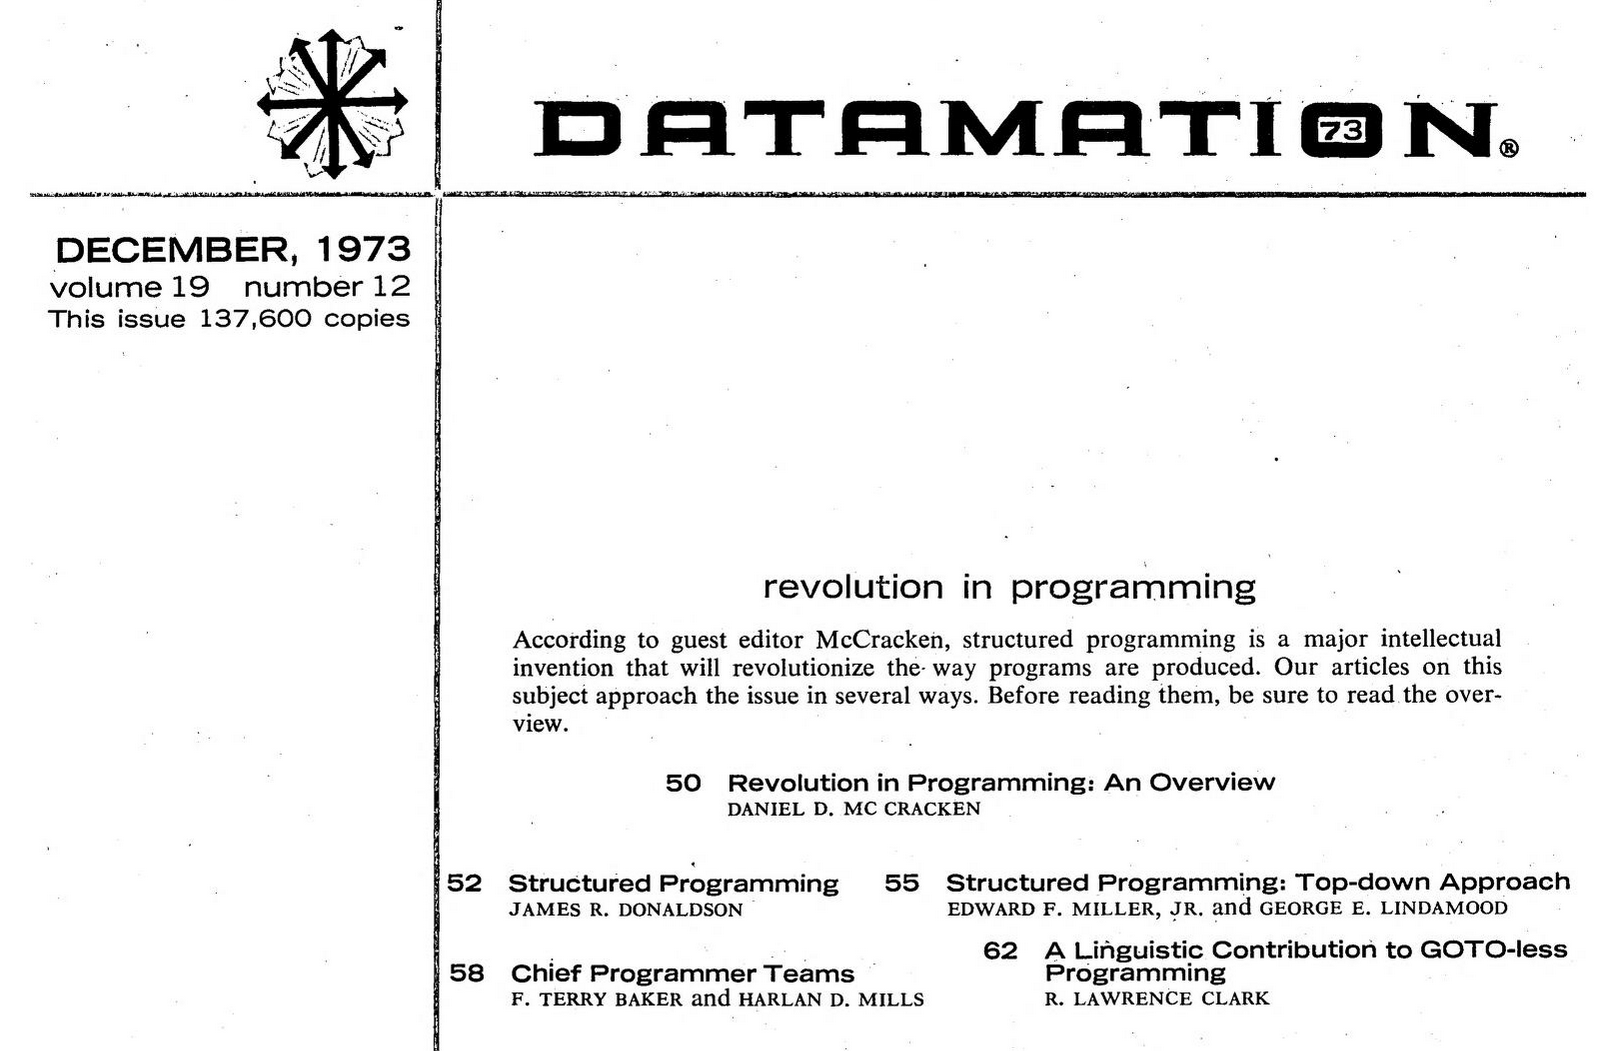 DATAMATION®
73
DECEMBER, 1973
volume 19 number 12
This issue 137,600 copies
revolution in programming
According to guest editor McCracken, structured programming is a major intellectual
invention that will revolutionize the way programs are produced. Our articles on this
subject approach the issue in several ways. Before reading them, be sure to read the over-
view.
50 Revolution in Programming: An Overview
DANIEL D. MC CRACKEN
52 Structured Programming
JAMES R. DONALDSON
55 Structured Programming: Top-down Approach
EDWARD F. MILLER, JR. and GEORGE E. LINDAMOOD
58 Chief Programmer Teams
F. TERRY BAKER and HARLAN D. MILLS
62 A Linguistic Contribution to GOTO-less
Programming
R. LAWRENCE CLARK